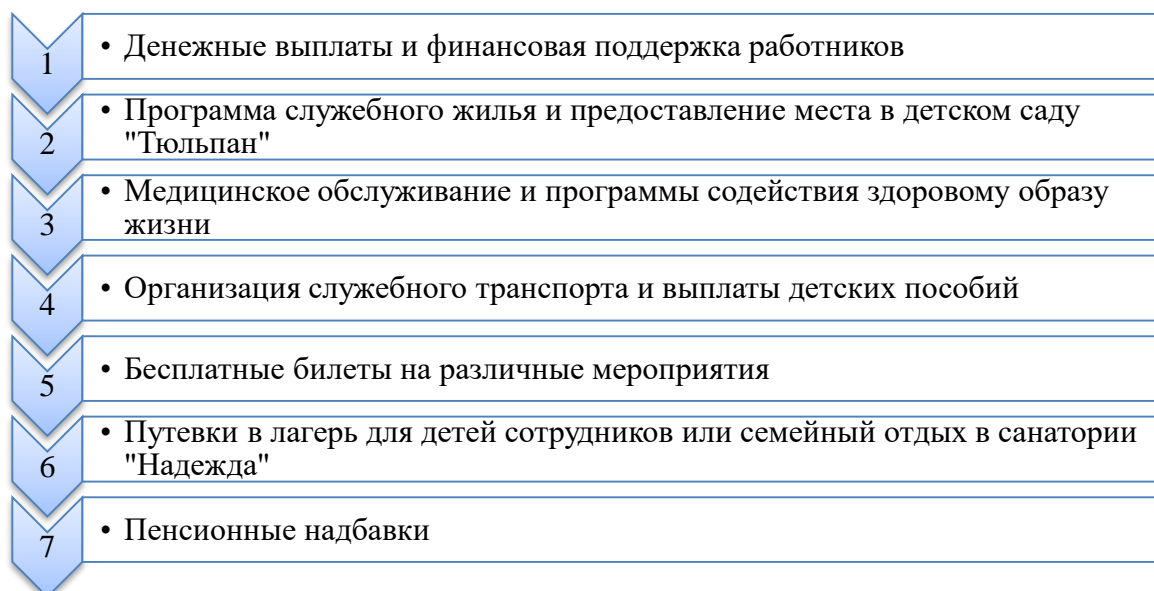 1
• Денежные выплаты и финансовая поддержка работников
2
• Программа служебного жилья и предоставление места в детском саду
"Тюльпан"
3
• Медицинское обслуживание и программы содействия здоровому образу
жизни
4
• Организация служебного транспорта и выплаты детских пособий
5
• Бесплатные билеты на различные мероприятия
6
• Путевки в лагерь для детей сотрудников или семейный отдых в санатории
"Надежда"
7
• Пенсионные надбавки